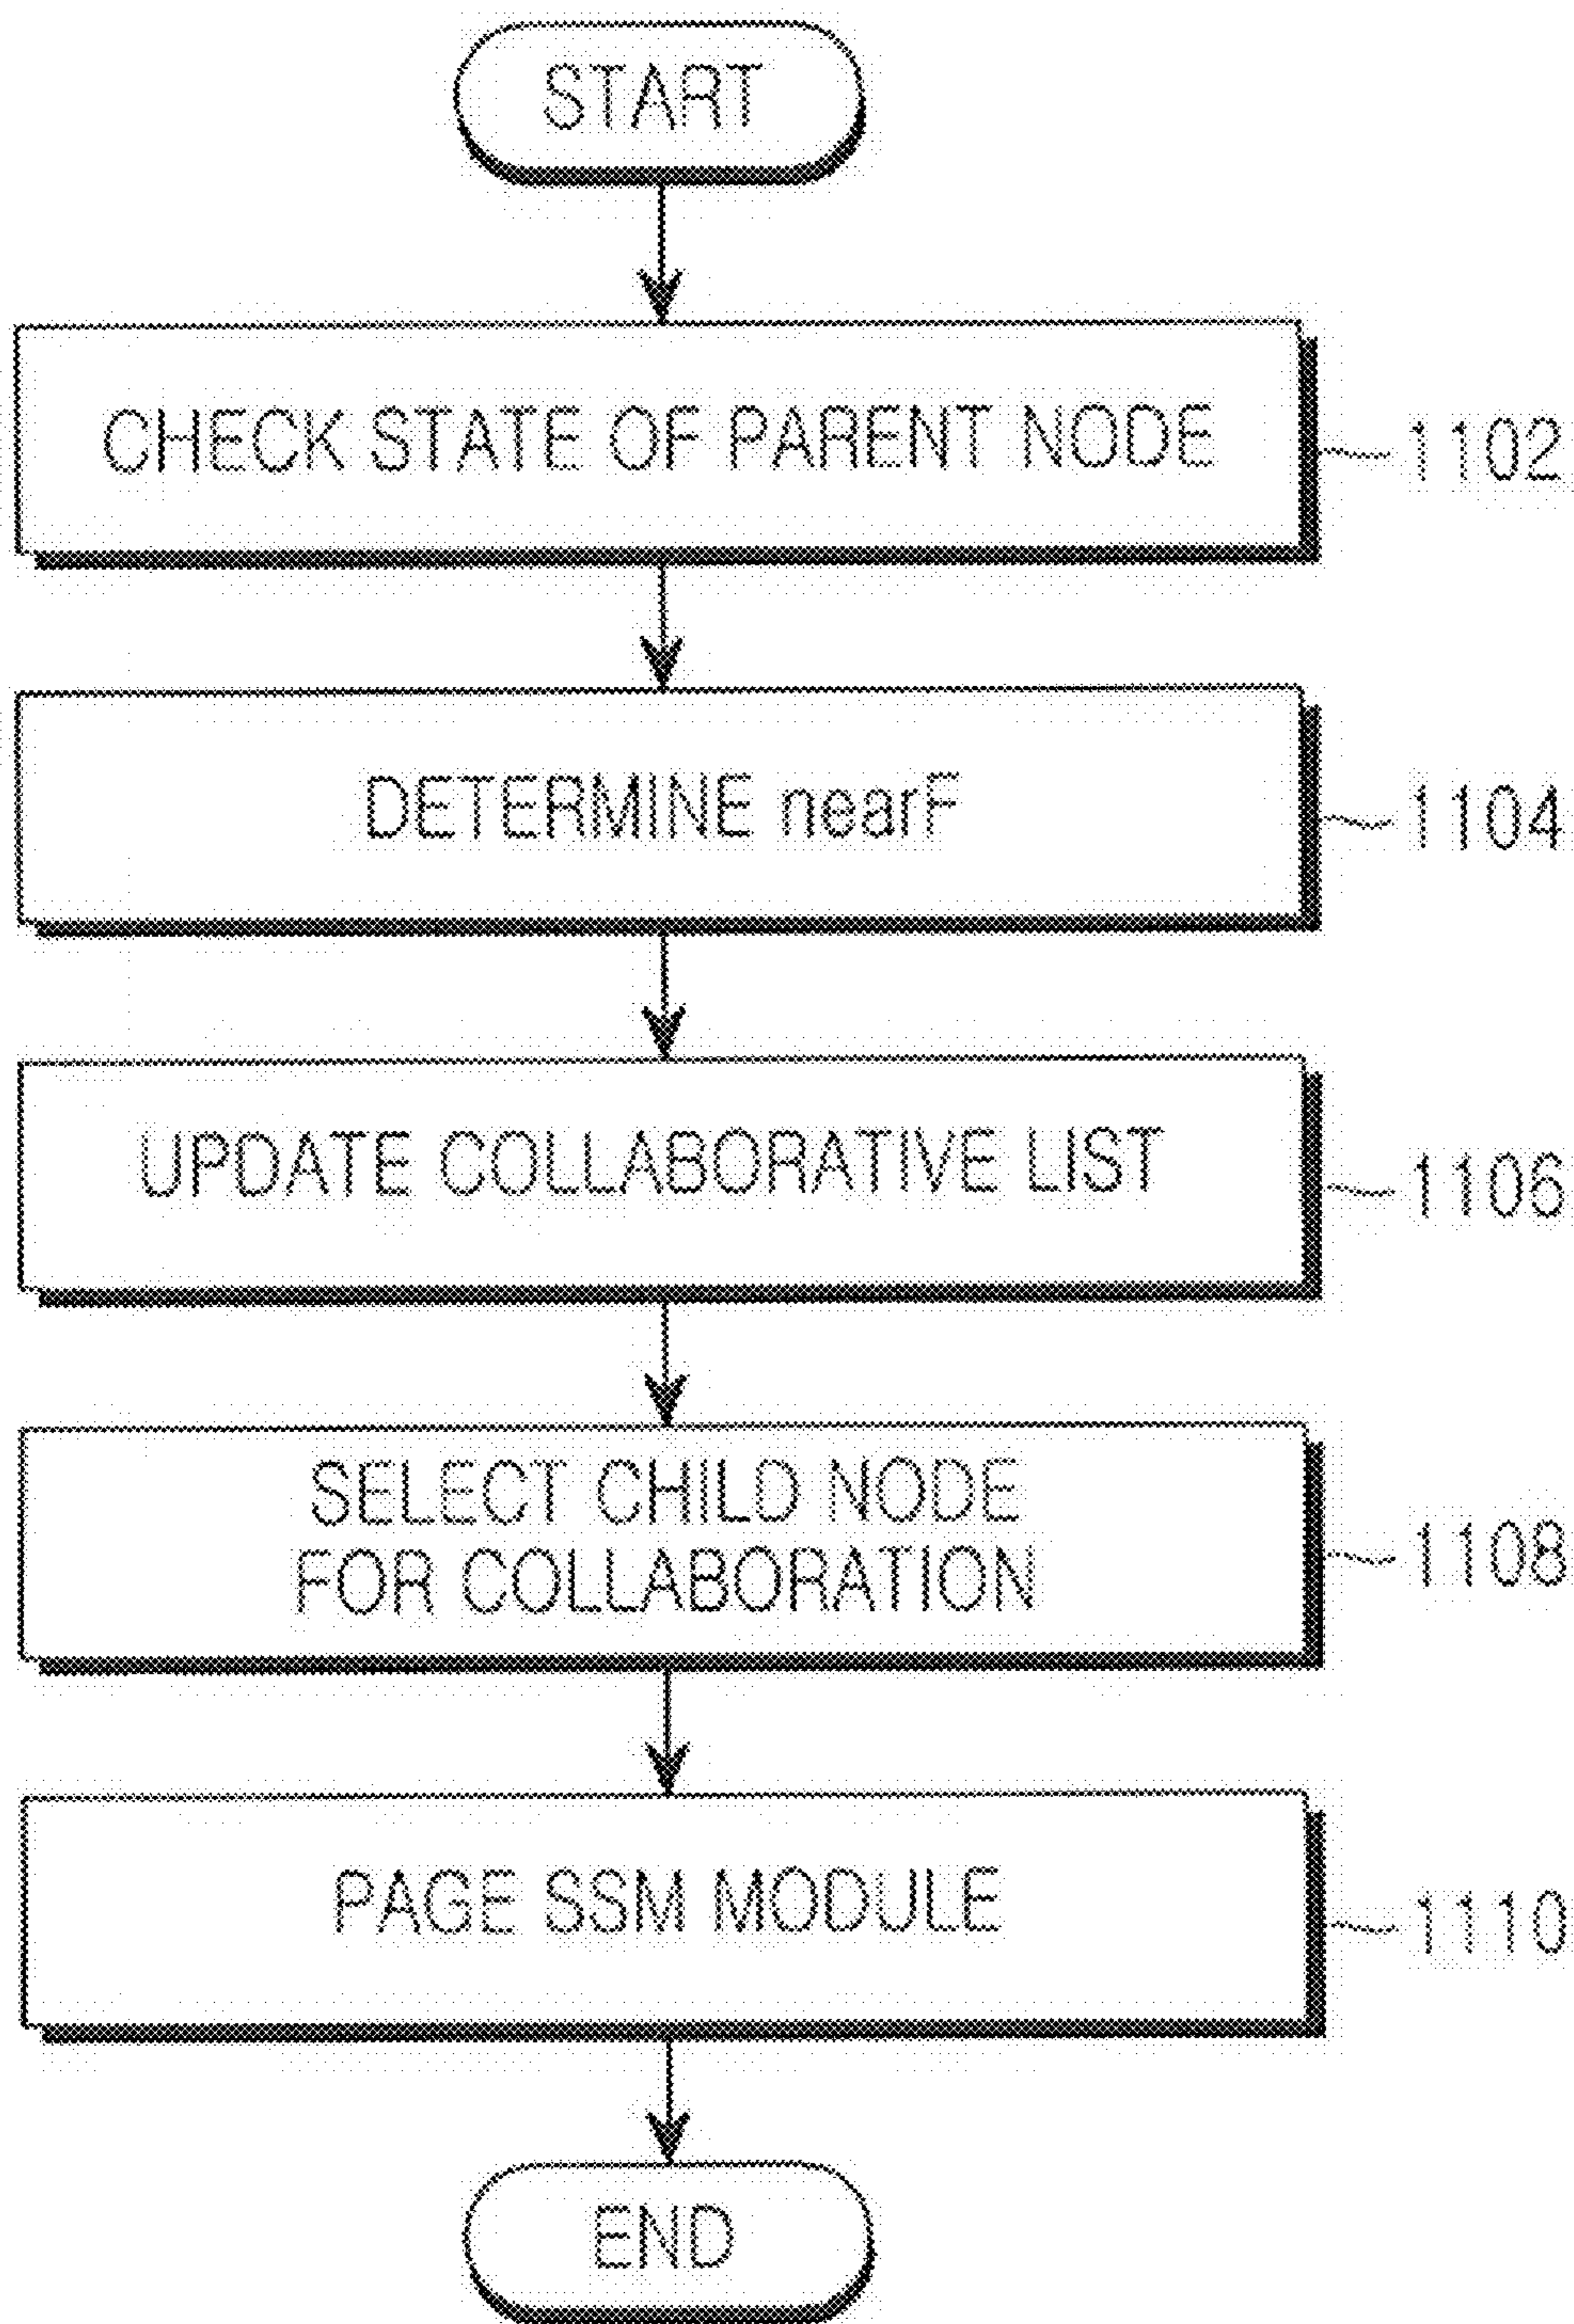 START
CHECK STATE OF PARENT NODE
1102
DETERMINE nearF
1104
UPDATE COLLABORATIVE LIST
1106
SELECT CHILD NODE
FOR COLLABORATION
1108
PAGE SSM MODULE
1110
END